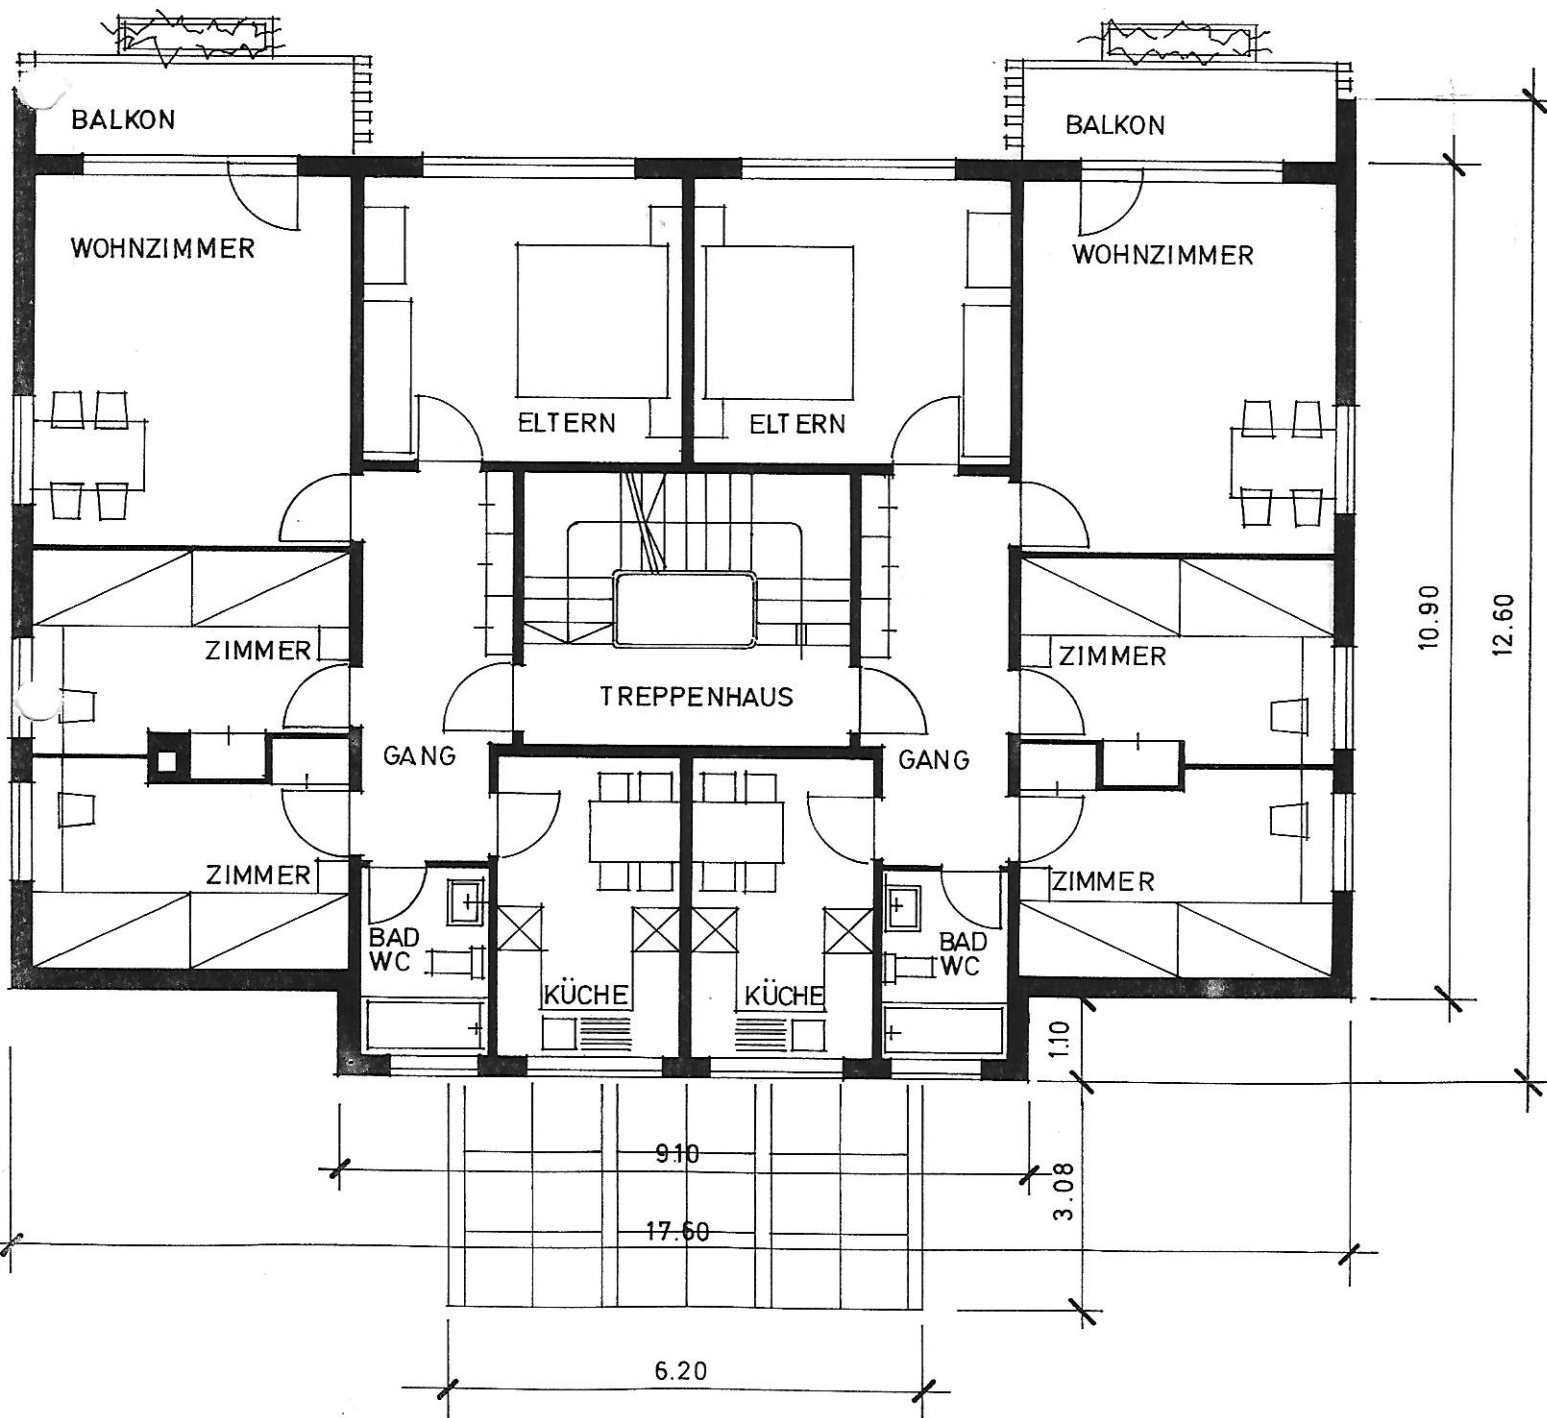 BALKON
BALKON
WOHNZIMMER
WOHNZIMMER
ELTERN
ELTERN
10.90
12.60
ZIMMER
ZIMMER
TREPPENHAUS
GANG
GANG
ZIMMER
ZIMMER
BAD
WC
BAD
WC
KÜCHE
KÜCHE
1.10
9.10
3.08
17.60
6.20